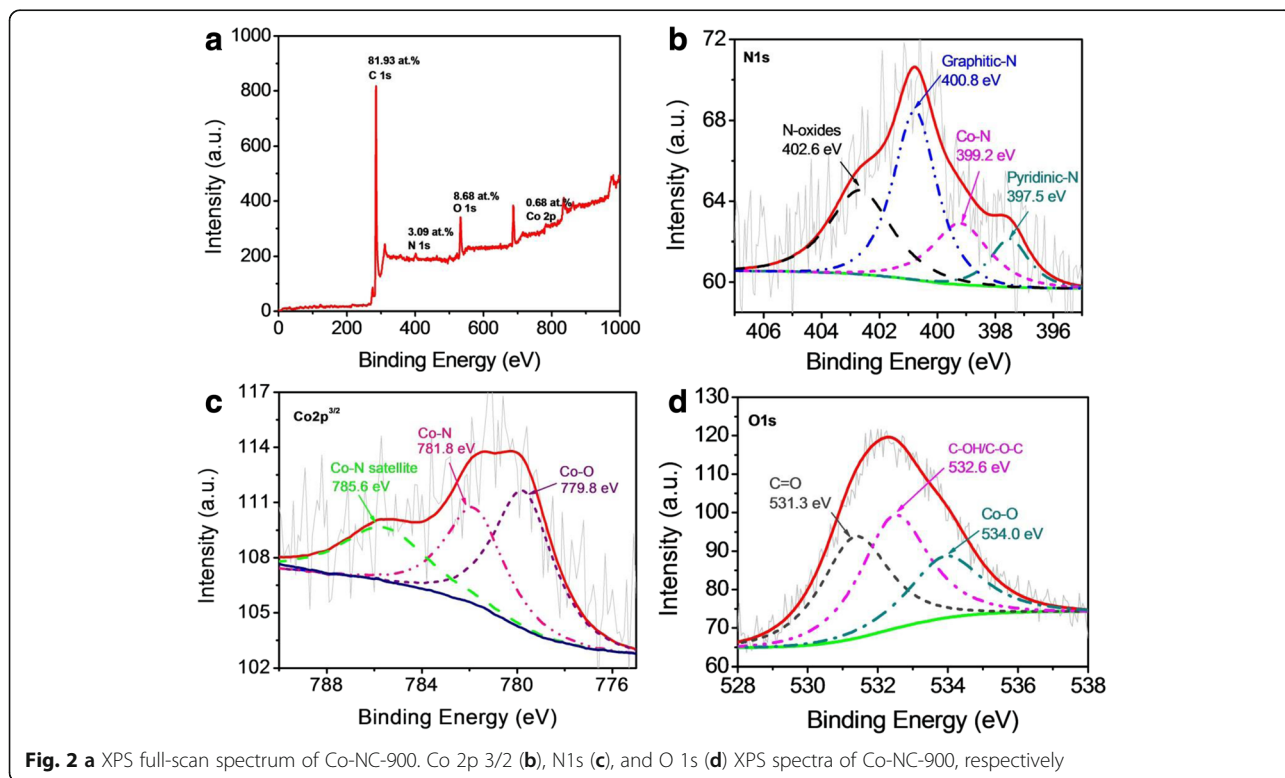 a
1000
800
600
400
200
0
0 200 400 600 800 1000
Intensity (a.u.)
Binding Energy (eV)
81.93 at.%
C 1s
3.09 at.%
N 1s
8.68 at.%
O 1s
0.68 at.%
Co 2p
b
72
68
64
60
406 404 402 400 398 396
Intensity (a.u.)
Binding Energy (eV)
N1s
N-oxides
402.6 eV
Graphitic-N
400.8 eV
Co-N
399.2 eV
Pyridinic-N
397.5 eV
c
117
114
111
108
105
102
788 784 780 776
Intensity (a.u.)
Binding Energy (eV)
Co2p3/2
Co-N satellite
785.6 eV
Co-N
781.8 eV
Co-O
779.8 eV
d
130
120
110
100
90
80
70
60
528 530 532 534 536 538
Intensity (a.u.)
Binding Energy (eV)
O1s
C=O
531.3 eV
C-OH/C-O-C
532.6 eV
Co-O
534.0 eV
Fig. 2 a XPS full-scan spectrum of Co-NC-900. Co 2p 3/2 (b), N1s (c), and O 1s (d) XPS spectra of Co-NC-900, respectively